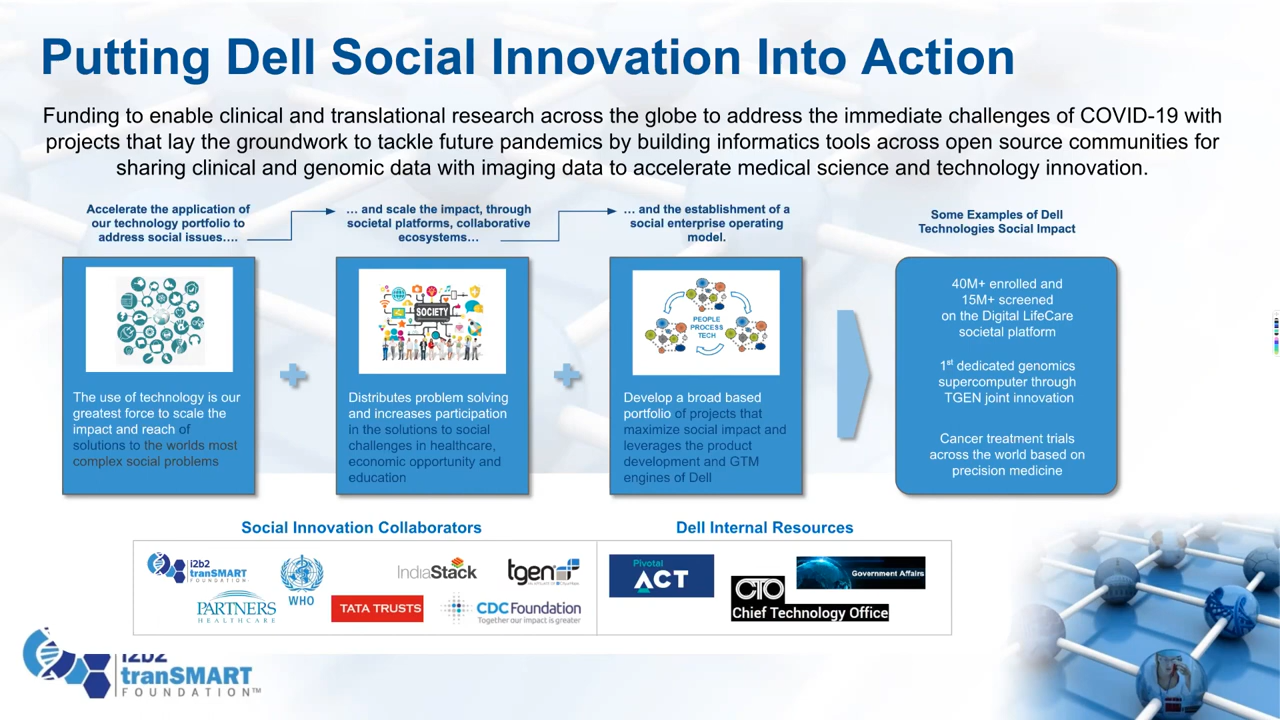 Putting Dell Social Innovation Into Action
Funding to enable clinical and translational research across the globe to address the immediate challenges of COVID-19 with
projects that lay the groundwork to tackle future pandemics by building informatics tools across open source communities for
sharing clinical and genomic data with imaging data to accelerate medical science and technology innovation.
Accelerate the application of
our technology portfolio to
address social issues….
… and scale the impact, through
societal platforms, collaborative
ecosystems…
… and the establishment of a
social enterprise operating
model.
Some Examples of Dell
Technologies Social Impact
The use of technology is our
greatest force to scale the
impact and reach of
solutions to the worlds most
complex social problems
SOCIETY
Distributes problem solving
and increases participation
in the solutions to social
challenges in healthcare,
economic opportunity and
education
PEOPLE
PROCESS
TECH
Develop a broad based
portfolio of projects that
maximize social impact and
leverages the product
development and GTM
engines of Dell
40M+ enrolled and
15M+ screened
on the Digital LifeCare
societal platform
1st dedicated genomics
supercomputer through
TGEN joint innovation
Cancer treatment trials
across the world based on
precision medicine
Social Innovation Collaborators
Dell Internal Resources
i2b2
tranSMART
FOUNDATION
WHO
IndiaStack
tgen
PARTNERS
HEALTHCARE
TATA TRUSTS
CDC Foundation
Together our impact is greater
Pivotal
ACT
Government Affairs
CTO
Chief Technology Office
i2b2
tranSMART
FOUNDATION™